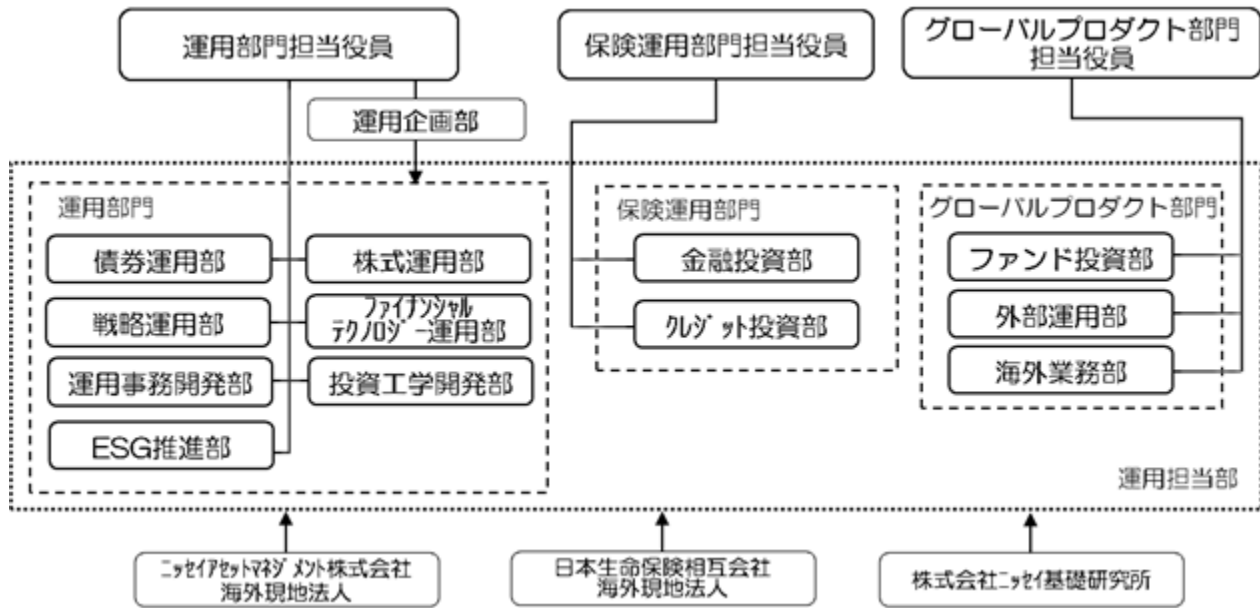 運用部門担当役員
保険運用部門担当役員
グローバルプロダクト部門
担当役員
運用企画部
運用部門
債券運用部
株式運用部
戦略運用部
ファイナンシャル
テクノロジー運用部
運用事務開発部
投資工学開発部
ESG推進部
保険運用部門
金融投資部
クレジット投資部
グローバルプロダクト部門
ファンド投資部
外部運用部
海外業務部
運用担当部
ニッセイアセットマネジメント株式会社
海外現地法人
日本生命保険相互会社
海外現地法人
株式会社ニッセイ基礎研究所